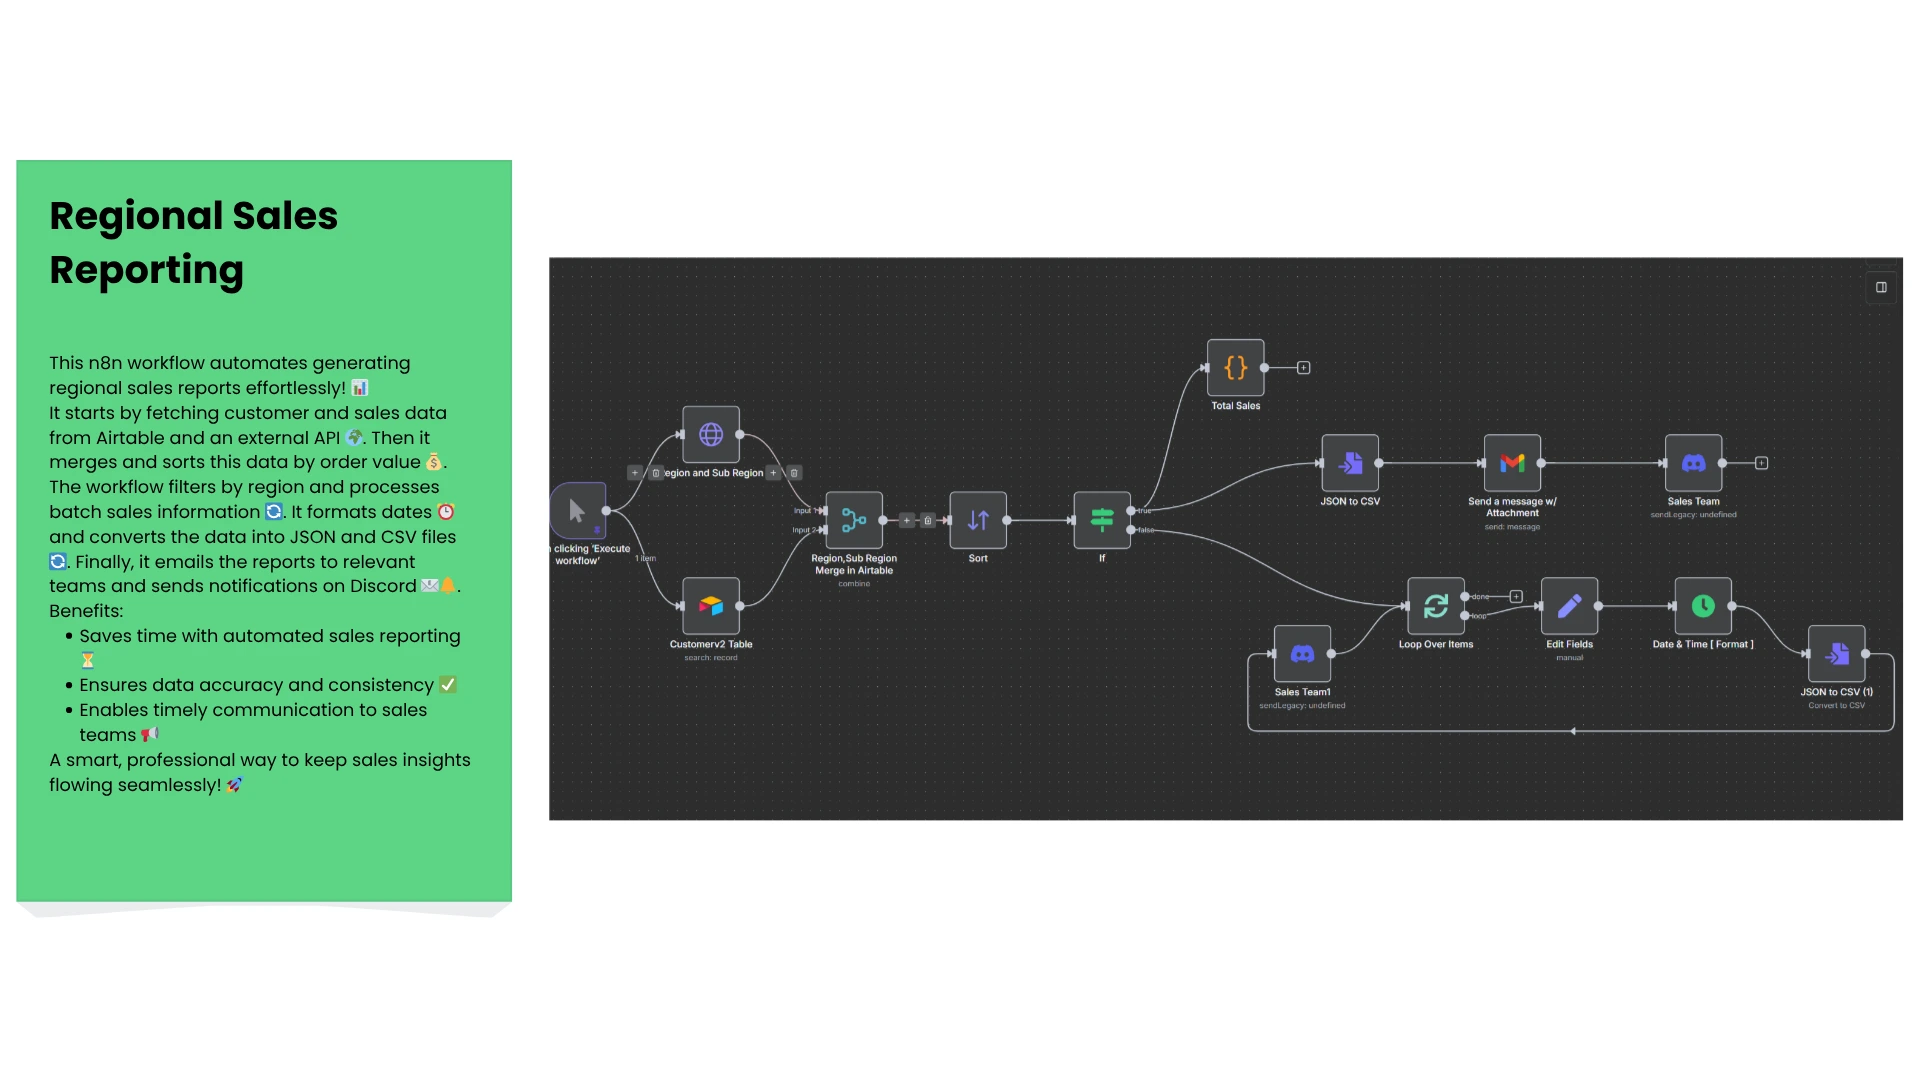 Regional Sales
Reporting
This n8n workflow automates generating
regional sales reports effortlessly! 📊
It starts by fetching customer and sales data
from Airtable and an external API 🌍. Then it
merges and sorts this data by order value 💰.
The workflow filters by region and processes
batch sales information 🔄. It formats dates ⏰
and converts the data into JSON and CSV files
🔄. Finally, it emails the reports to relevant
teams and sends notifications on Discord 📧🔔.
Benefits:
• Saves time with automated sales reporting
⏳
• Ensures data accuracy and consistency ✅
• Enables timely communication to sales
teams 📢
A smart, professional way to keep sales insights
flowing seamlessly! 🚀
Total Sales
egion and Sub Region
JSON to CSV
Send a message w/
Attachment
send: message
Sales Team
sendLegacy: undefined
Input 1
Input 2
true
false
n clicking 'Execute
workflow'
1 item
Region,Sub Region
Merge in Airtable
combine
Sort
If
Customerv2 Table
search: record
done
loop
Loop Over Items
Edit Fields
manual
Date & Time [ Format ]
Sales Team1
sendLegacy: undefined
JSON to CSV (1)
Convert to CSV